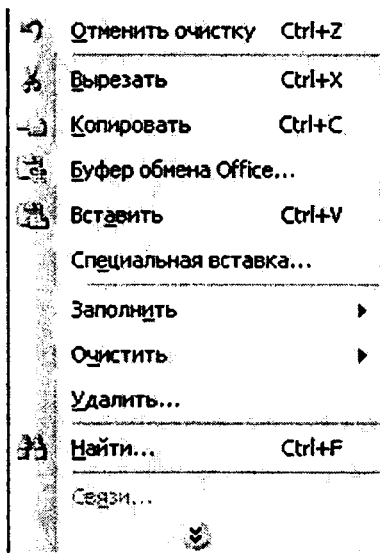 Отменить очистку Ctrl+Z
Вырезать Ctrl+X
Копировать Ctrl+C
Буфер обмена Office...
Вставить Ctrl+V
Специальная вставка...
Заполнить
Очистить
Удалить...
Найти... Ctrl+F
Связи...